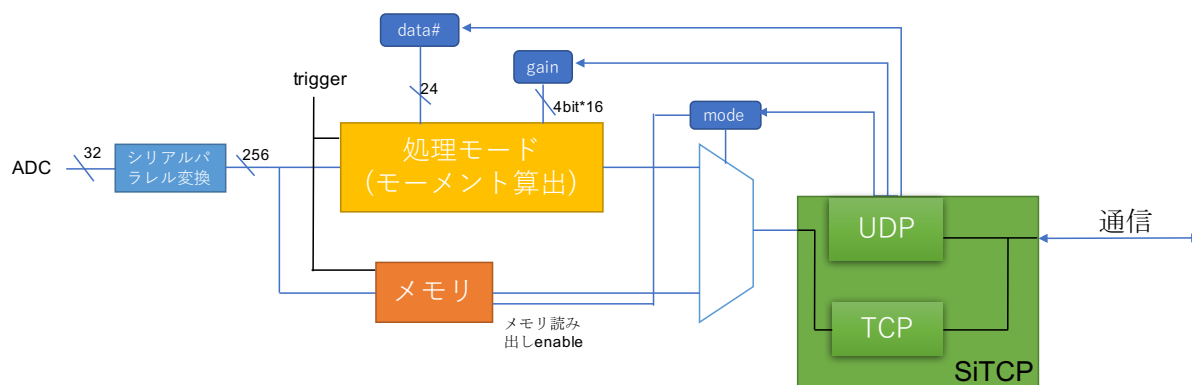 data#
gain
trigger
24
4bit*16
mode
ADC
32
シリアルパ
ラレル変換
256
処理モード
(モーメント算出)
UDP
通信
メモリ
メモリ読み
出しenable
TCP
SiTCP